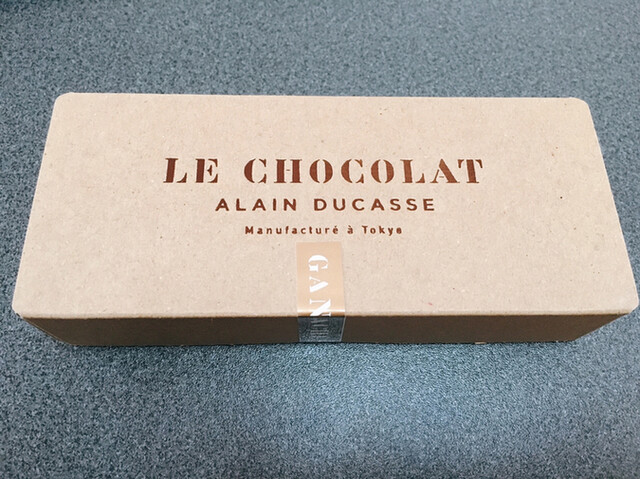 LE CHOCOLAT
ALAIN DUCASSE
Manufacturé à Tokyo